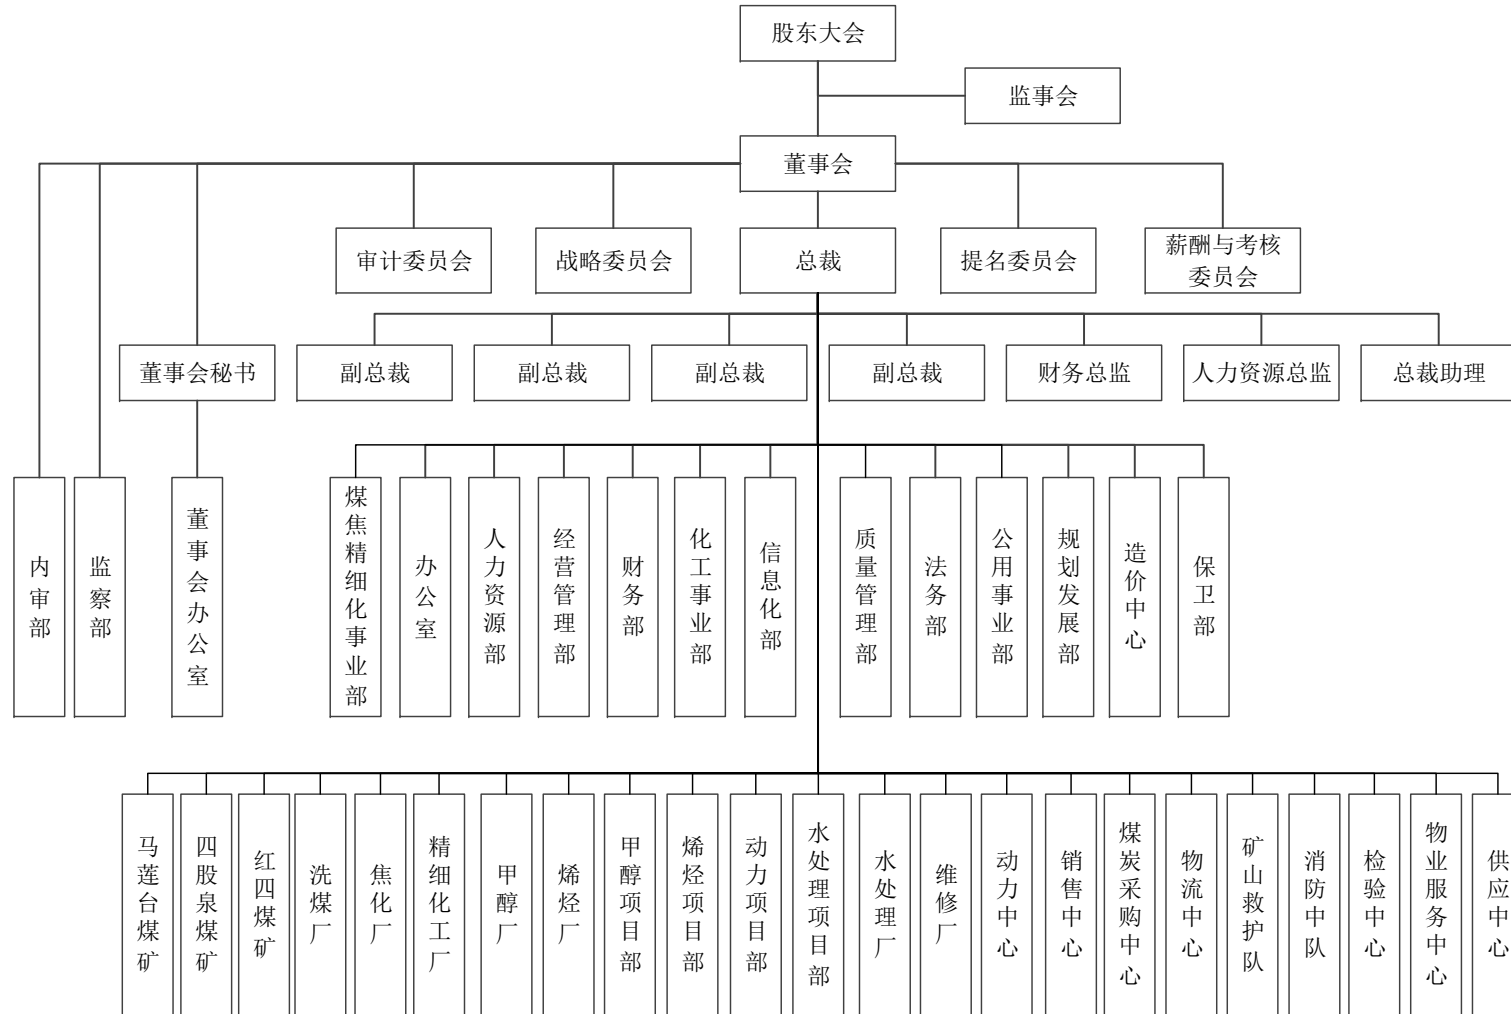 股东大会
监事会
董事会
审计委员会
战略委员会
总裁
提名委员会
薪酬与考核
委员会
董事会秘书
副总裁
副总裁
副总裁
副总裁
财务总监
人力资源总监
总裁助理
内审部
监察部
董事会办公室
煤焦精细化事业部
办公室
人力资源部
经营管理部
财务部
化工事业部
信息化部
质量管理部
法务部
公用事业部
规划发展部
造价中心
保卫部
马莲台煤矿
四股泉煤矿
红四煤矿
洗煤厂
焦化厂
精细化工厂
甲醇厂
烯烃厂
甲醇项目部
烯烃项目部
动力项目部
水处理项目部
水处理厂
维修厂
动力中心
销售中心
煤炭采购中心
物流中心
矿山救护队
消防中队
检验中心
物业服务中心
供应中心